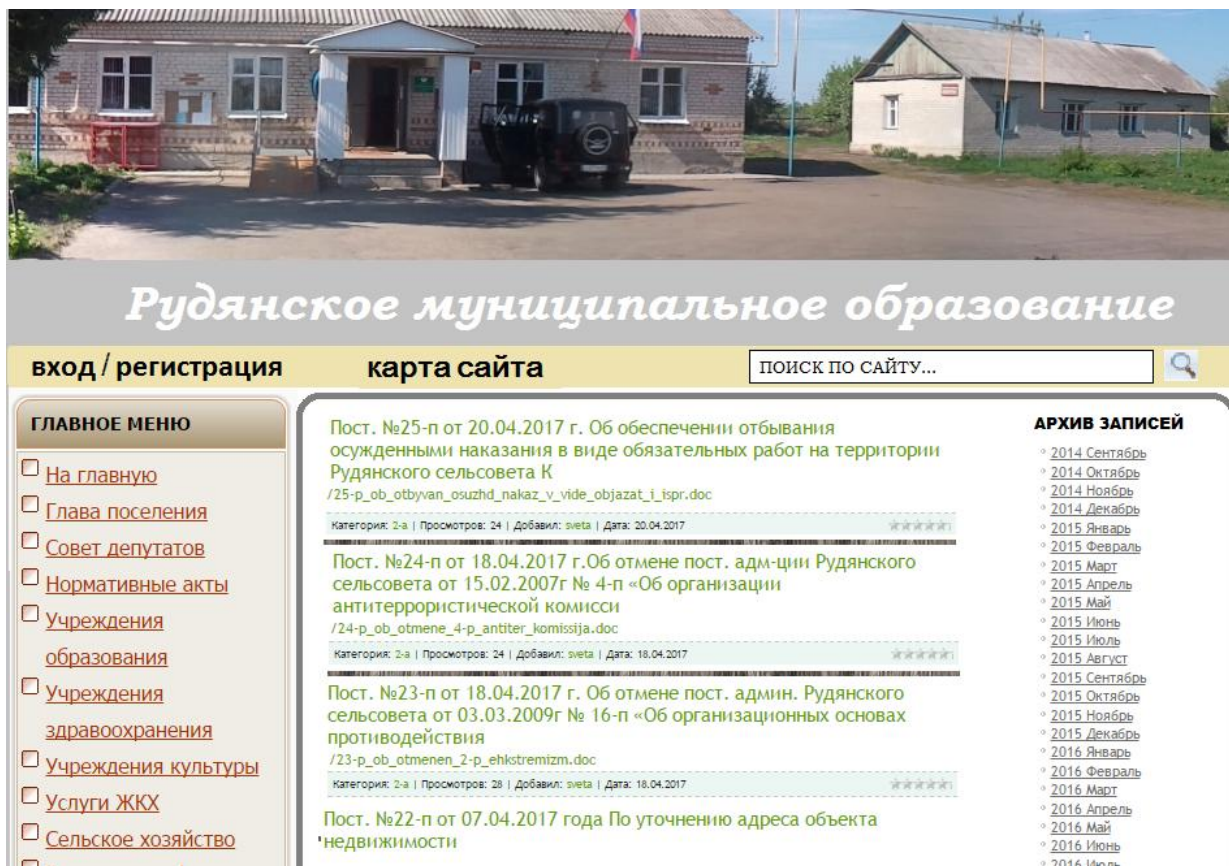 Рудянское муниципальное образование
вход / регистрация
карта сайта
ПОИСК ПО САЙТУ...
ГЛАВНОЕ МЕНЮ
На главную
Глава поселения
Совет депутатов
Нормативные акты
Учреждения
образования
Учреждения
здравоохранения
Учреждения культуры
Услуги ЖКХ
Сельское хозяйство
Пост. №25-п от 20.04.2017 г. Об обеспечении отбывания
осужденными наказания в виде обязательных работ на территории
Рудянского сельсовета К
/25-p_ob_otbyvan_osuzhd_nakaz_v_vide_objazat_i_ispr.doc
Категория: 2-а | Просмотров: 24 | Добавил: sveta | Дата: 20.04.2017
Пост. №24-п от 18.04.2017 г.Об отмене пост. адм-ции Рудянского
сельсовета от 15.02.2007г № 4-п «Об организации
антитеррористической комисси
/24-p_ob_otmene_4-p_antiter_komissija.doc
Категория: 2-а | Просмотров: 24 | Добавил: sveta | Дата: 18.04.2017
Пост. №23-п от 18.04.2017 г. Об отмене пост. админ. Рудянского
сельсовета от 03.03.2009г № 16-п «Об организационных основах
противодействия
/23-p_ob_otmenen_2-p_ehkstremizm.doc
Категория: 2-а | Просмотров: 28 | Добавил: sveta | Дата: 18.04.2017
Пост. №22-п от 07.04.2017 года По уточнению адреса объекта
недвижимости
АРХИВ ЗАПИСЕЙ
2014 Сентябрь
2014 Октябрь
2014 Ноябрь
2014 Декабрь
2015 Январь
2015 Февраль
2015 Март
2015 Апрель
2015 Май
2015 Июнь
2015 Июль
2015 Август
2015 Сентябрь
2015 Октябрь
2015 Ноябрь
2015 Декабрь
2016 Январь
2016 Февраль
2016 Март
2016 Апрель
2016 Май
2016 Июнь
2016 Июль